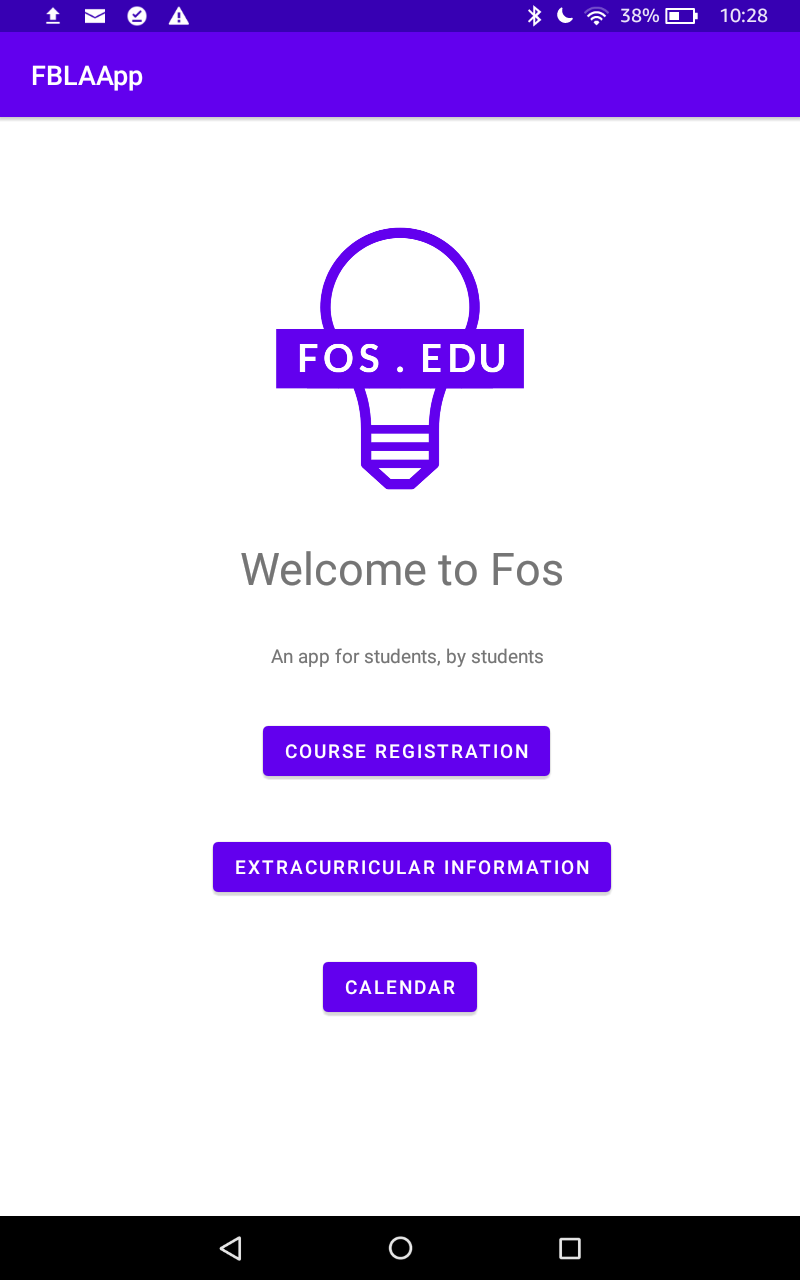 38% 10:28
FBLAApp
FOS . EDU
Welcome to Fos
An app for students, by students
COURSE REGISTRATION
EXTRACURRICULAR INFORMATION
CALENDAR